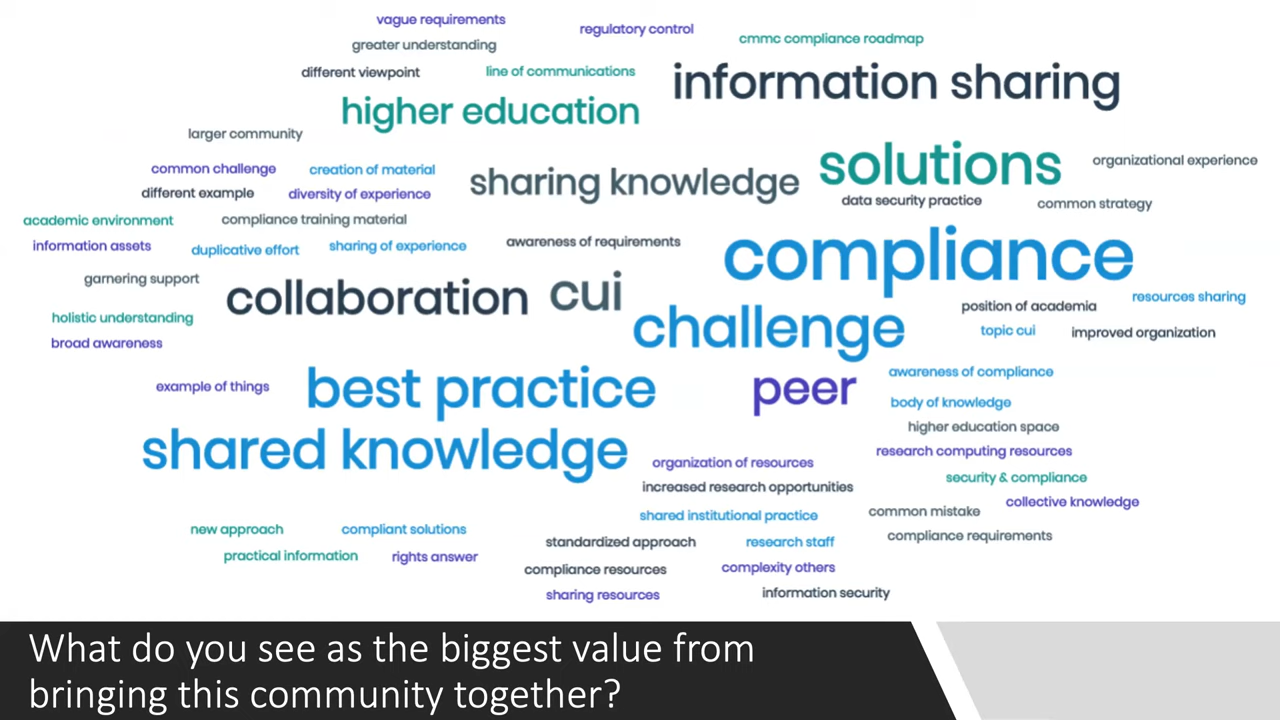 vague requirements
regulatory control
cmmc compliance roadmap
greater understanding
different viewpoint
line of communications
information sharing
higher education
larger community
solutions
organizational experience
common challenge
creation of material
sharing knowledge
different example
diversity of experience
data security practice
common strategy
academic environment
compliance training material
information assets
duplicative effort
sharing of experience
awareness of requirements
compliance
garnering support
collaboration
cui
position of academia
resources sharing
holistic understanding
challenge
topic cui
improved organization
broad awareness
example of things
best practice
peer
awareness of compliance
body of knowledge
higher education space
shared knowledge
research computing resources
organization of resources
security & compliance
increased research opportunities
collective knowledge
shared institutional practice
common mistake
new approach
compliant solutions
compliance requirements
standardized approach
research staff
practical information
rights answer
compliance resources
complexity others
sharing resources
information security
What do you see as the biggest value from
bringing this community together?